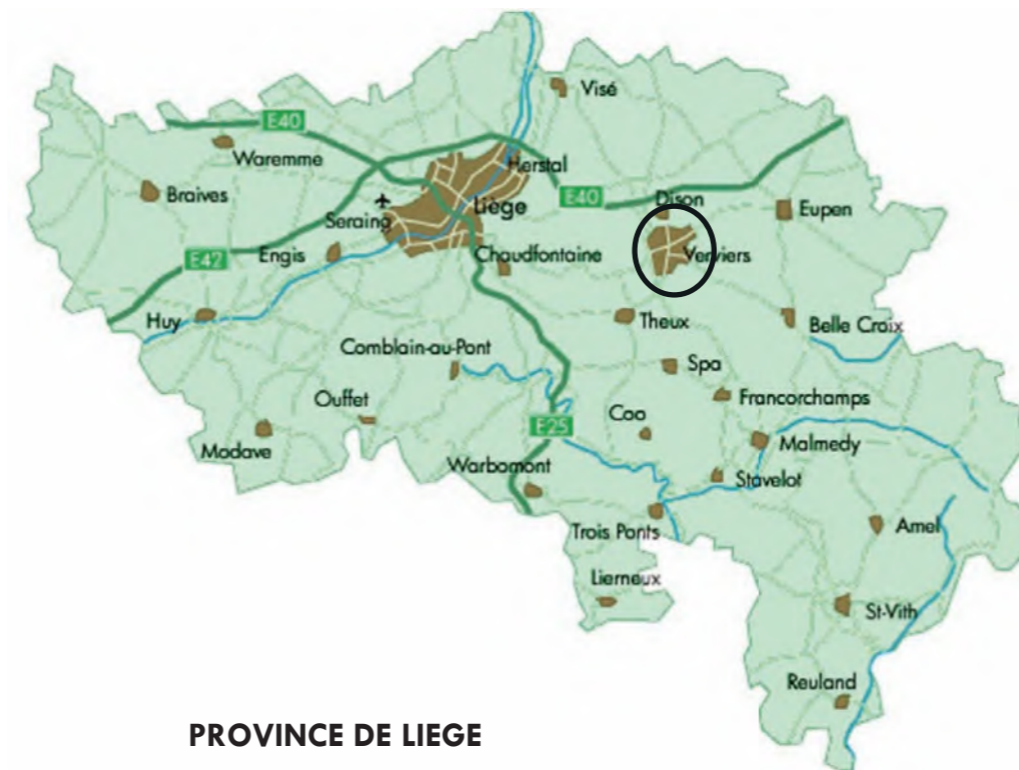 Visé
E40
Waremme
Herstal
Braives
E40
Dison
Liège
Eupen
Seraing
Engis
Chaudfontaine
Verviers
E42
Huy
Theux
Belle Croix
Comblain-au-Pont
Spa
Francorchamps
Ouffet
Coo
E25
Malmedy
Modave
Warbomont
Stavelot
Trois Ponts
Amel
Lierneux
St-Vith
Reuland
PROVINCE DE LIEGE